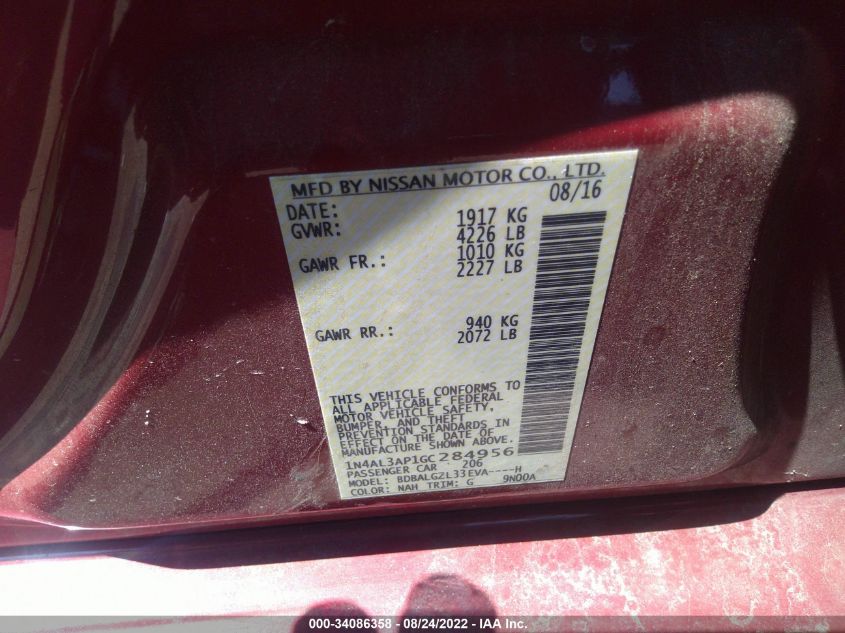 MFD BY NISSAN MOTOR CO., LTD.
DATE: 08/16
GVWR: 1917 KG
4226 LB
GAWR FR.: 1010 KG
2227 LB
GAWR RR.: 940 KG
2072 LB
THIS VEHICLE CONFORMS TO
ALL APPLICABLE FEDERAL
MOTOR VEHICLE SAFETY,
BUMPER, AND THEFT
PREVENTION STANDARDS IN
EFFECT ON THE DATE OF
MANUFACTURE SHOWN ABOVE.
1N4AL3AP1GC284956
PASSENGER CAR 206
MODEL: BDBALGZL33EVA----H
COLOR: NAH TRIM: G 9N00A
000-34086358 - 08/24/2022 - IAA Inc.